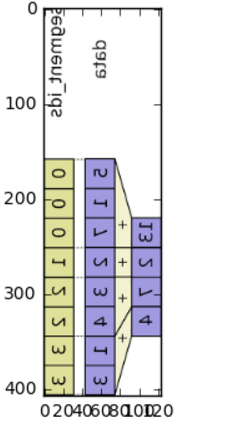 0
100
200
300
400
segment_ids 0 0 0 1 2 2 3 3
data 5 1 7 2 3 4 1 3
+ + + +
13 2 7 4
0 20 40 60 80 100 120